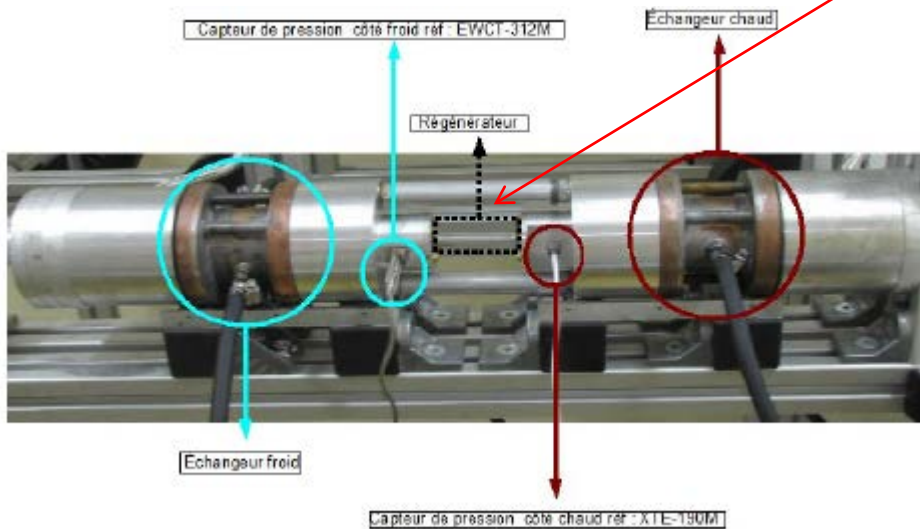 Capteur de pression côté froid réf : EWCT-312M
Échangeur chaud
Régénérateur
Echangeur froid
Capteur de pression côté chaud réf : XTE-190M